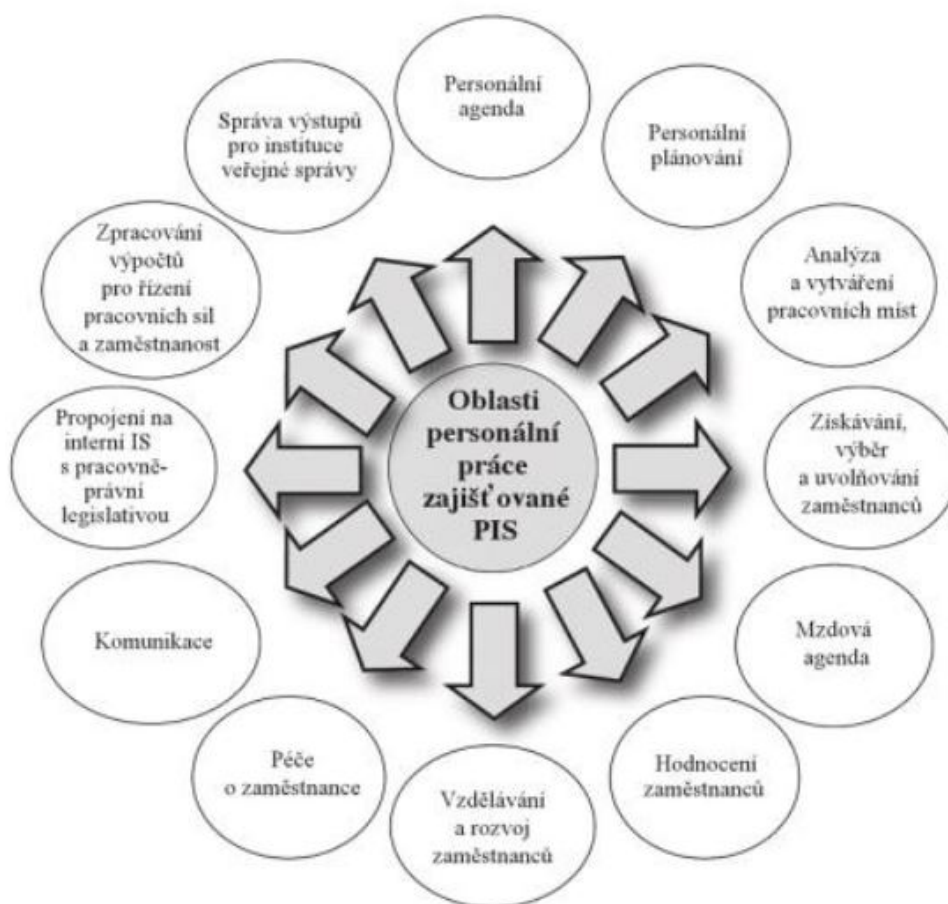 Personální
agenda
Personální
plánování
Analýza
a vytváření
pracovních míst
Získávání,
výběr
a uvolňování
zaměstnanců
Mzdová
agenda
Hodnocení
zaměstnanců
Vzdělávání
a rozvoj
zaměstnanců
Péče
o zaměstnance
Komunikace
Propojení na
interní IS
s pracovně-
právní
legislativou
Zpracování
výpočtů
pro řízení
pracovních sil
a zaměstnanost
Správa výstupů
pro instituce
veřejné správy
Oblasti
personální
práce
zajišťované
PIS